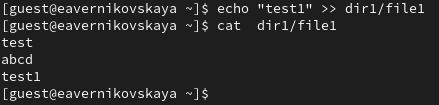 [guest@eavernikovskaya ~]$ echo "test1" >> dir1/file1
[guest@eavernikovskaya ~]$ cat  dir1/file1
test
abcd
test1
[guest@eavernikovskaya ~]$